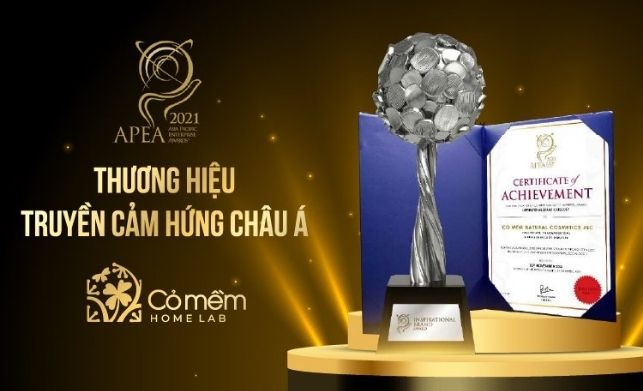 2021
APEA
ASIA PACIFIC
ENTERPRISE
AWARDS
THƯƠNG HIỆU
TRUYỀN CẢM HỨNG CHÂU Á
Cỏ mềm
HOME LAB
INSPIRATIONAL
BRAND
AWARD
APEA
CERTIFICATE of
ACHIEVEMENT
CO MEM NATURAL COSMETICS JSC